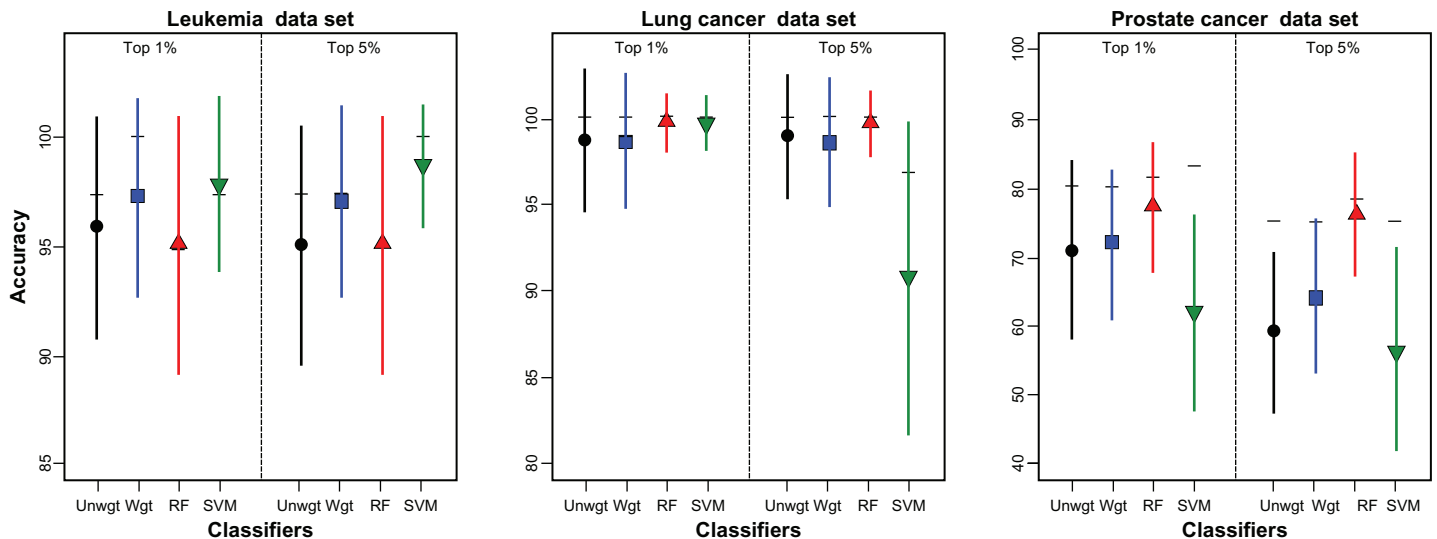 Leukemia data set
Lung cancer data set
Prostate cancer data set
Top 1%
Top 5%
Top 1%
Top 5%
Top 1%
Top 5%
Accuracy
100
95
90
85
100
95
90
85
80
100
90
80
70
60
50
40
Unwgt Wgt RF SVM Unwgt Wgt RF SVM
Unwgt Wgt RF SVM Unwgt Wgt RF SVM
Unwgt Wgt RF SVM Unwgt Wgt RF SVM
Classifiers
Classifiers
Classifiers